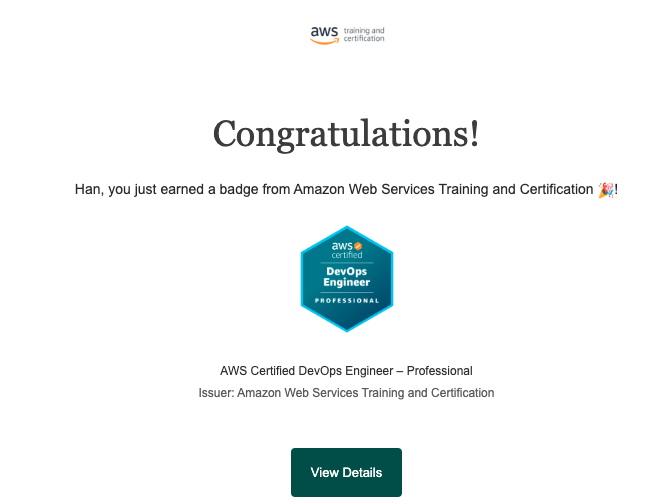 aws training and
certification
Congratulations!
Han, you just earned a badge from Amazon Web Services Training and Certification 🎉!
aws
certified
DevOps
Engineer
PROFESSIONAL
AWS Certified DevOps Engineer – Professional
Issuer: Amazon Web Services Training and Certification
View Details